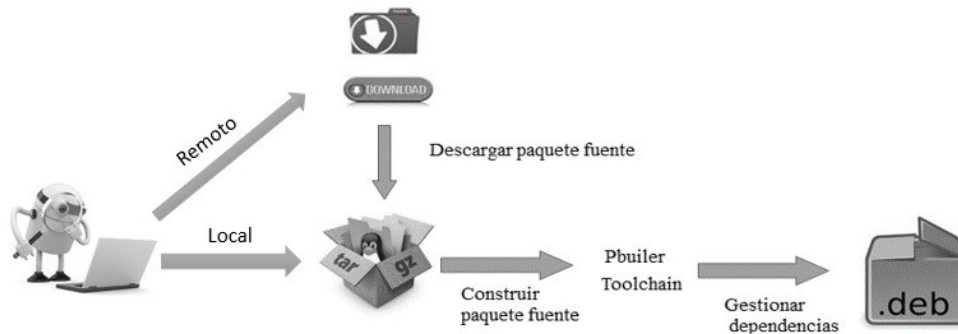 DOWNLOAD
Remoto
Descargar paquete fuente
Local
tar
gz
Pbuiler
Toolchain
Construir
paquete fuente
Gestionar
dependencias
.deb